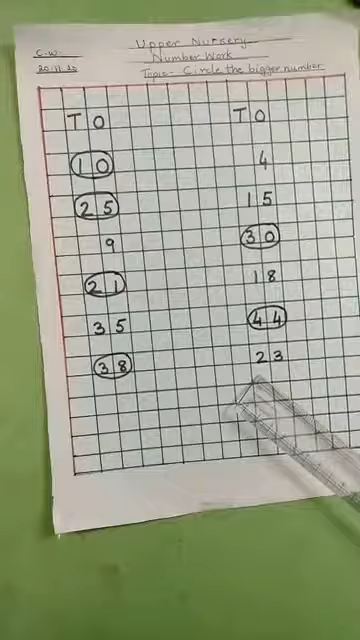 C.W.
Upper Nursery
20.11.20
Number Work
Topic- Circle the bigger number
T O T O
10 4
25 15
9 30
21 18
35 44
38 23